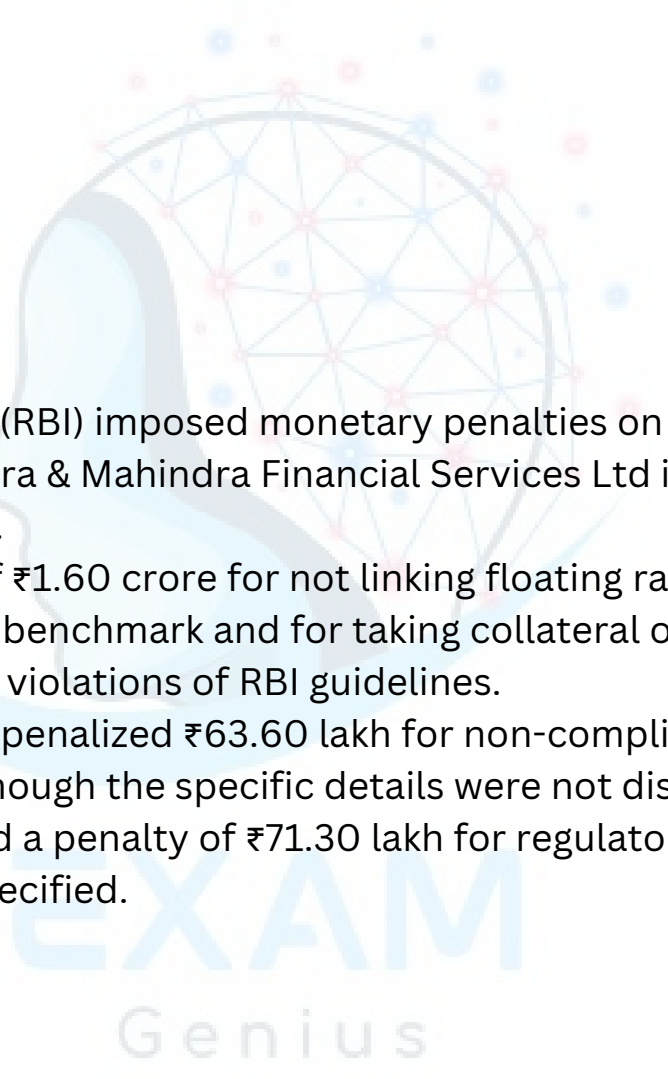 (RBI) imposed monetary penalties on
ra & Mahindra Financial Services Ltd i
.
f ₹1.60 crore for not linking floating ra
benchmark and for taking collateral o
violations of RBI guidelines.
penalized ₹63.60 lakh for non-compli
hough the specific details were not dis
d a penalty of ₹71.30 lakh for regulato
ecified.
EXAM
Genius